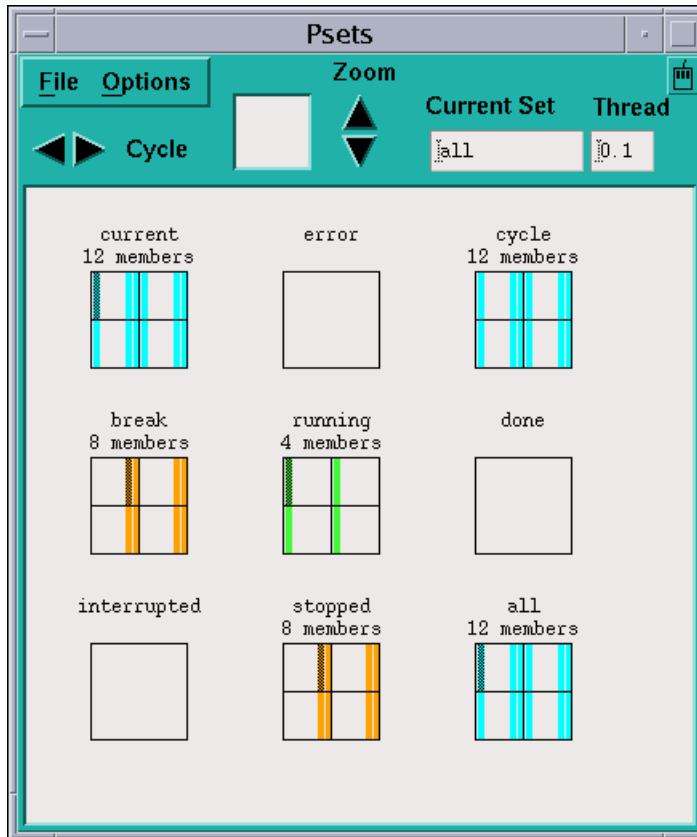 Psets
File Options
Zoom
Current Set
Thread
Cycle
all
0.1
current
12 members
error
cycle
12 members
break
8 members
running
4 members
done
interrupted
stopped
8 members
all
12 members